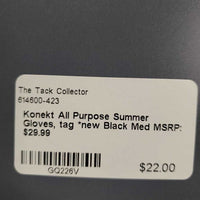 The Tack Collector
614600-423
Konekt All Purpose Summer
Gloves, tag *new Black Med MSRP:
$29.99
GQ226V
$22.00